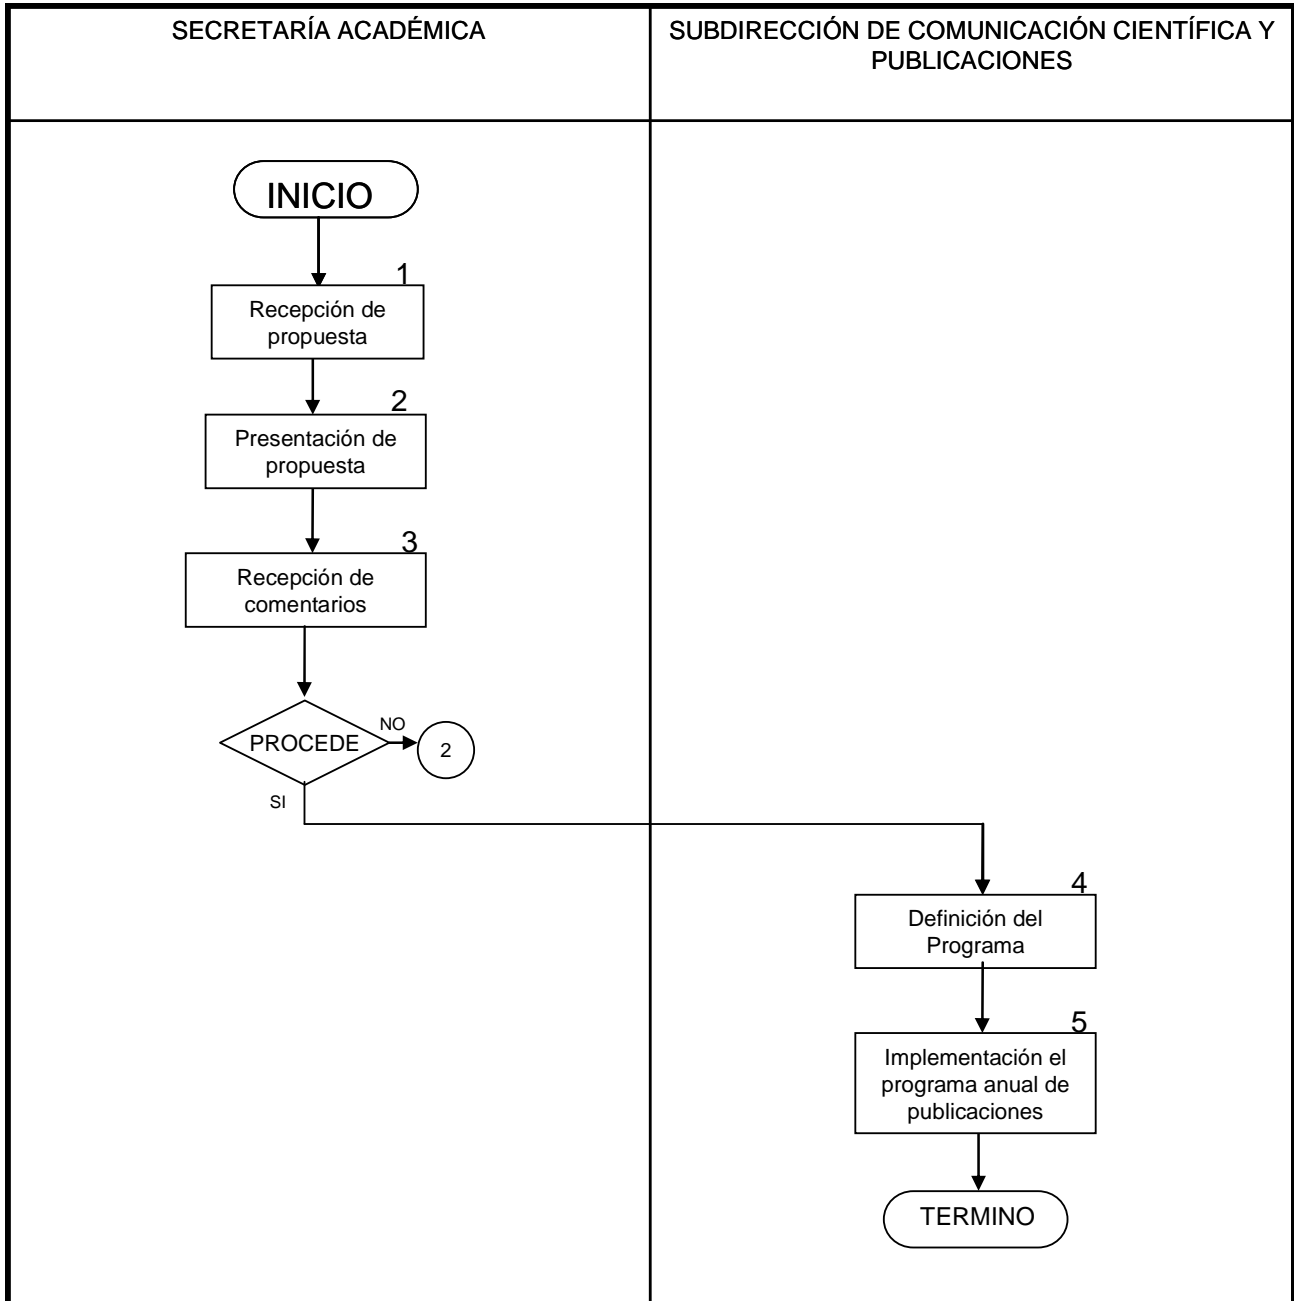 SECRETARÍA ACADÉMICA
SUBDIRECCIÓN DE COMUNICACIÓN CIENTÍFICA Y
PUBLICACIONES
INICIO
1
Recepción de
propuesta
2
Presentación de
propuesta
3
Recepción de
comentarios
PROCEDE
NO
2
SI
4
Definición del
Programa
5
Implementación el
programa anual de
publicaciones
TERMINO